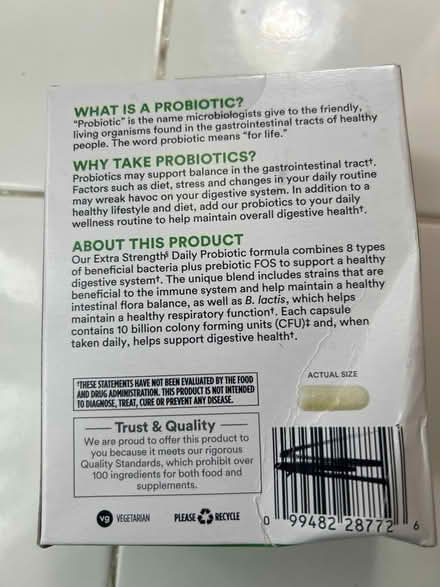 WHAT IS A PROBIOTIC?
"Probiotic" is the name microbiologists give to the friendly,
living organisms found in the gastrointestinal tracts of healthy
people. The word probiotic means "for life."
WHY TAKE PROBIOTICS?
Probiotics may support balance in the gastrointestinal tract†.
Factors such as diet, stress and changes in your daily routine
may wreak havoc on your digestive system. In addition to a
healthy lifestyle and diet, add our probiotics to your daily
wellness routine to help maintain overall digestive health†.
ABOUT THIS PRODUCT
Our Extra Strength§ Daily Probiotic formula combines 8 types
of beneficial bacteria plus prebiotic FOS to support a healthy
digestive system†. The unique blend includes strains that are
beneficial to the immune system and help maintain a healthy
intestinal flora balance, as well as B. lactis, which helps
maintain a healthy respiratory function†. Each capsule
contains 10 billion colony forming units (CFU)‡ and, when
taken daily, helps support digestive health†.
†THESE STATEMENTS HAVE NOT BEEN EVALUATED BY THE FOOD
AND DRUG ADMINISTRATION. THIS PRODUCT IS NOT INTENDED
TO DIAGNOSE, TREAT, CURE OR PREVENT ANY DISEASE.
ACTUAL SIZE
Trust & Quality
We are proud to offer this product to
you because it meets our rigorous
Quality Standards, which prohibit over
100 ingredients for both food and
supplements.
vg VEGETARIAN
PLEASE RECYCLE
0 99482 28772 6